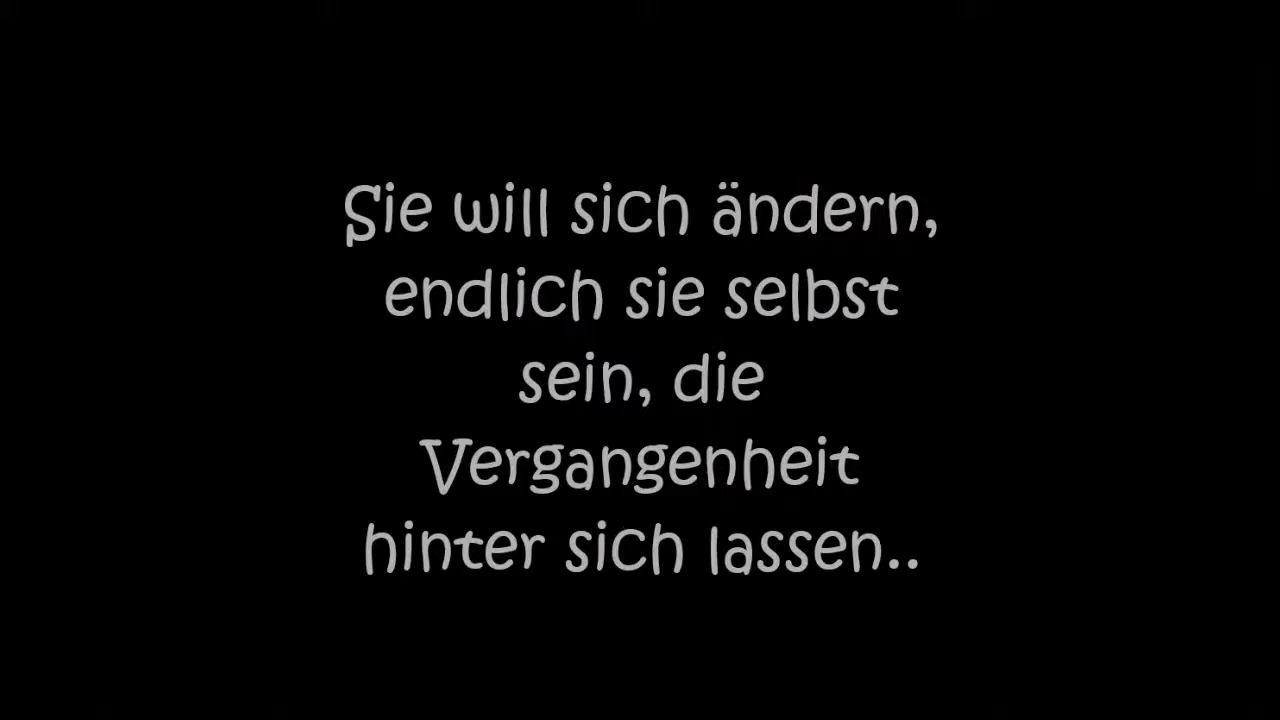 Sie will sich ändern,
endlich sie selbst
sein, die
Vergangenheit
hinter sich lassen..